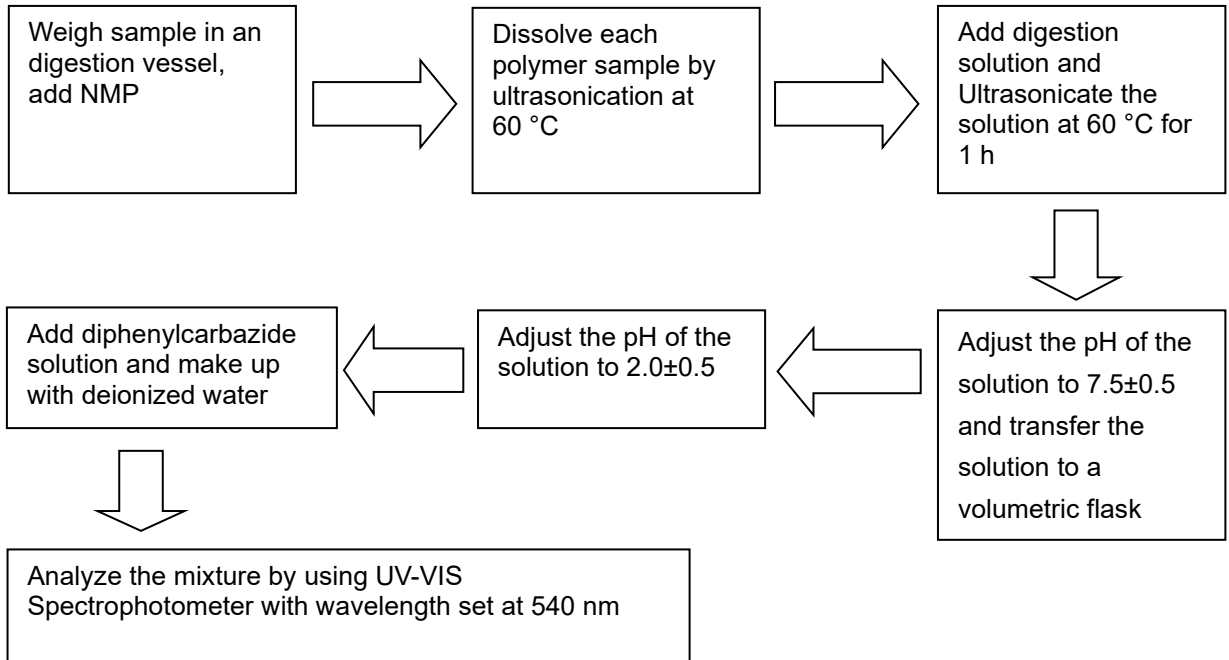 Weigh sample in an
digestion vessel,
add NMP
Dissolve each
polymer sample by
ultrasonication at
60 °C
Add digestion
solution and
Ultrasonicate the
solution at 60 °C for
1 h
Adjust the pH of the
solution to 7.5±0.5
and transfer the
solution to a
volumetric flask
Adjust the pH of the
solution to 2.0±0.5
Add diphenylcarbazide
solution and make up
with deionized water
Analyze the mixture by using UV-VIS
Spectrophotometer with wavelength set at 540 nm